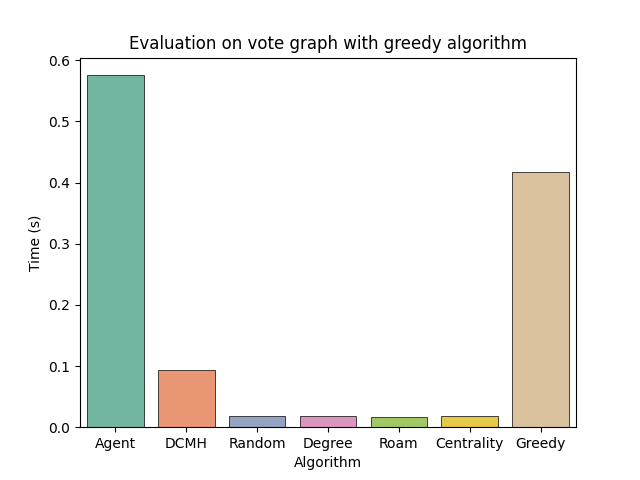 Evaluation on vote graph with greedy algorithm
0.6
0.5
0.4
0.3
0.2
0.1
0.0
Time (s)
Agent DCMH Random Degree Roam Centrality Greedy
Algorithm